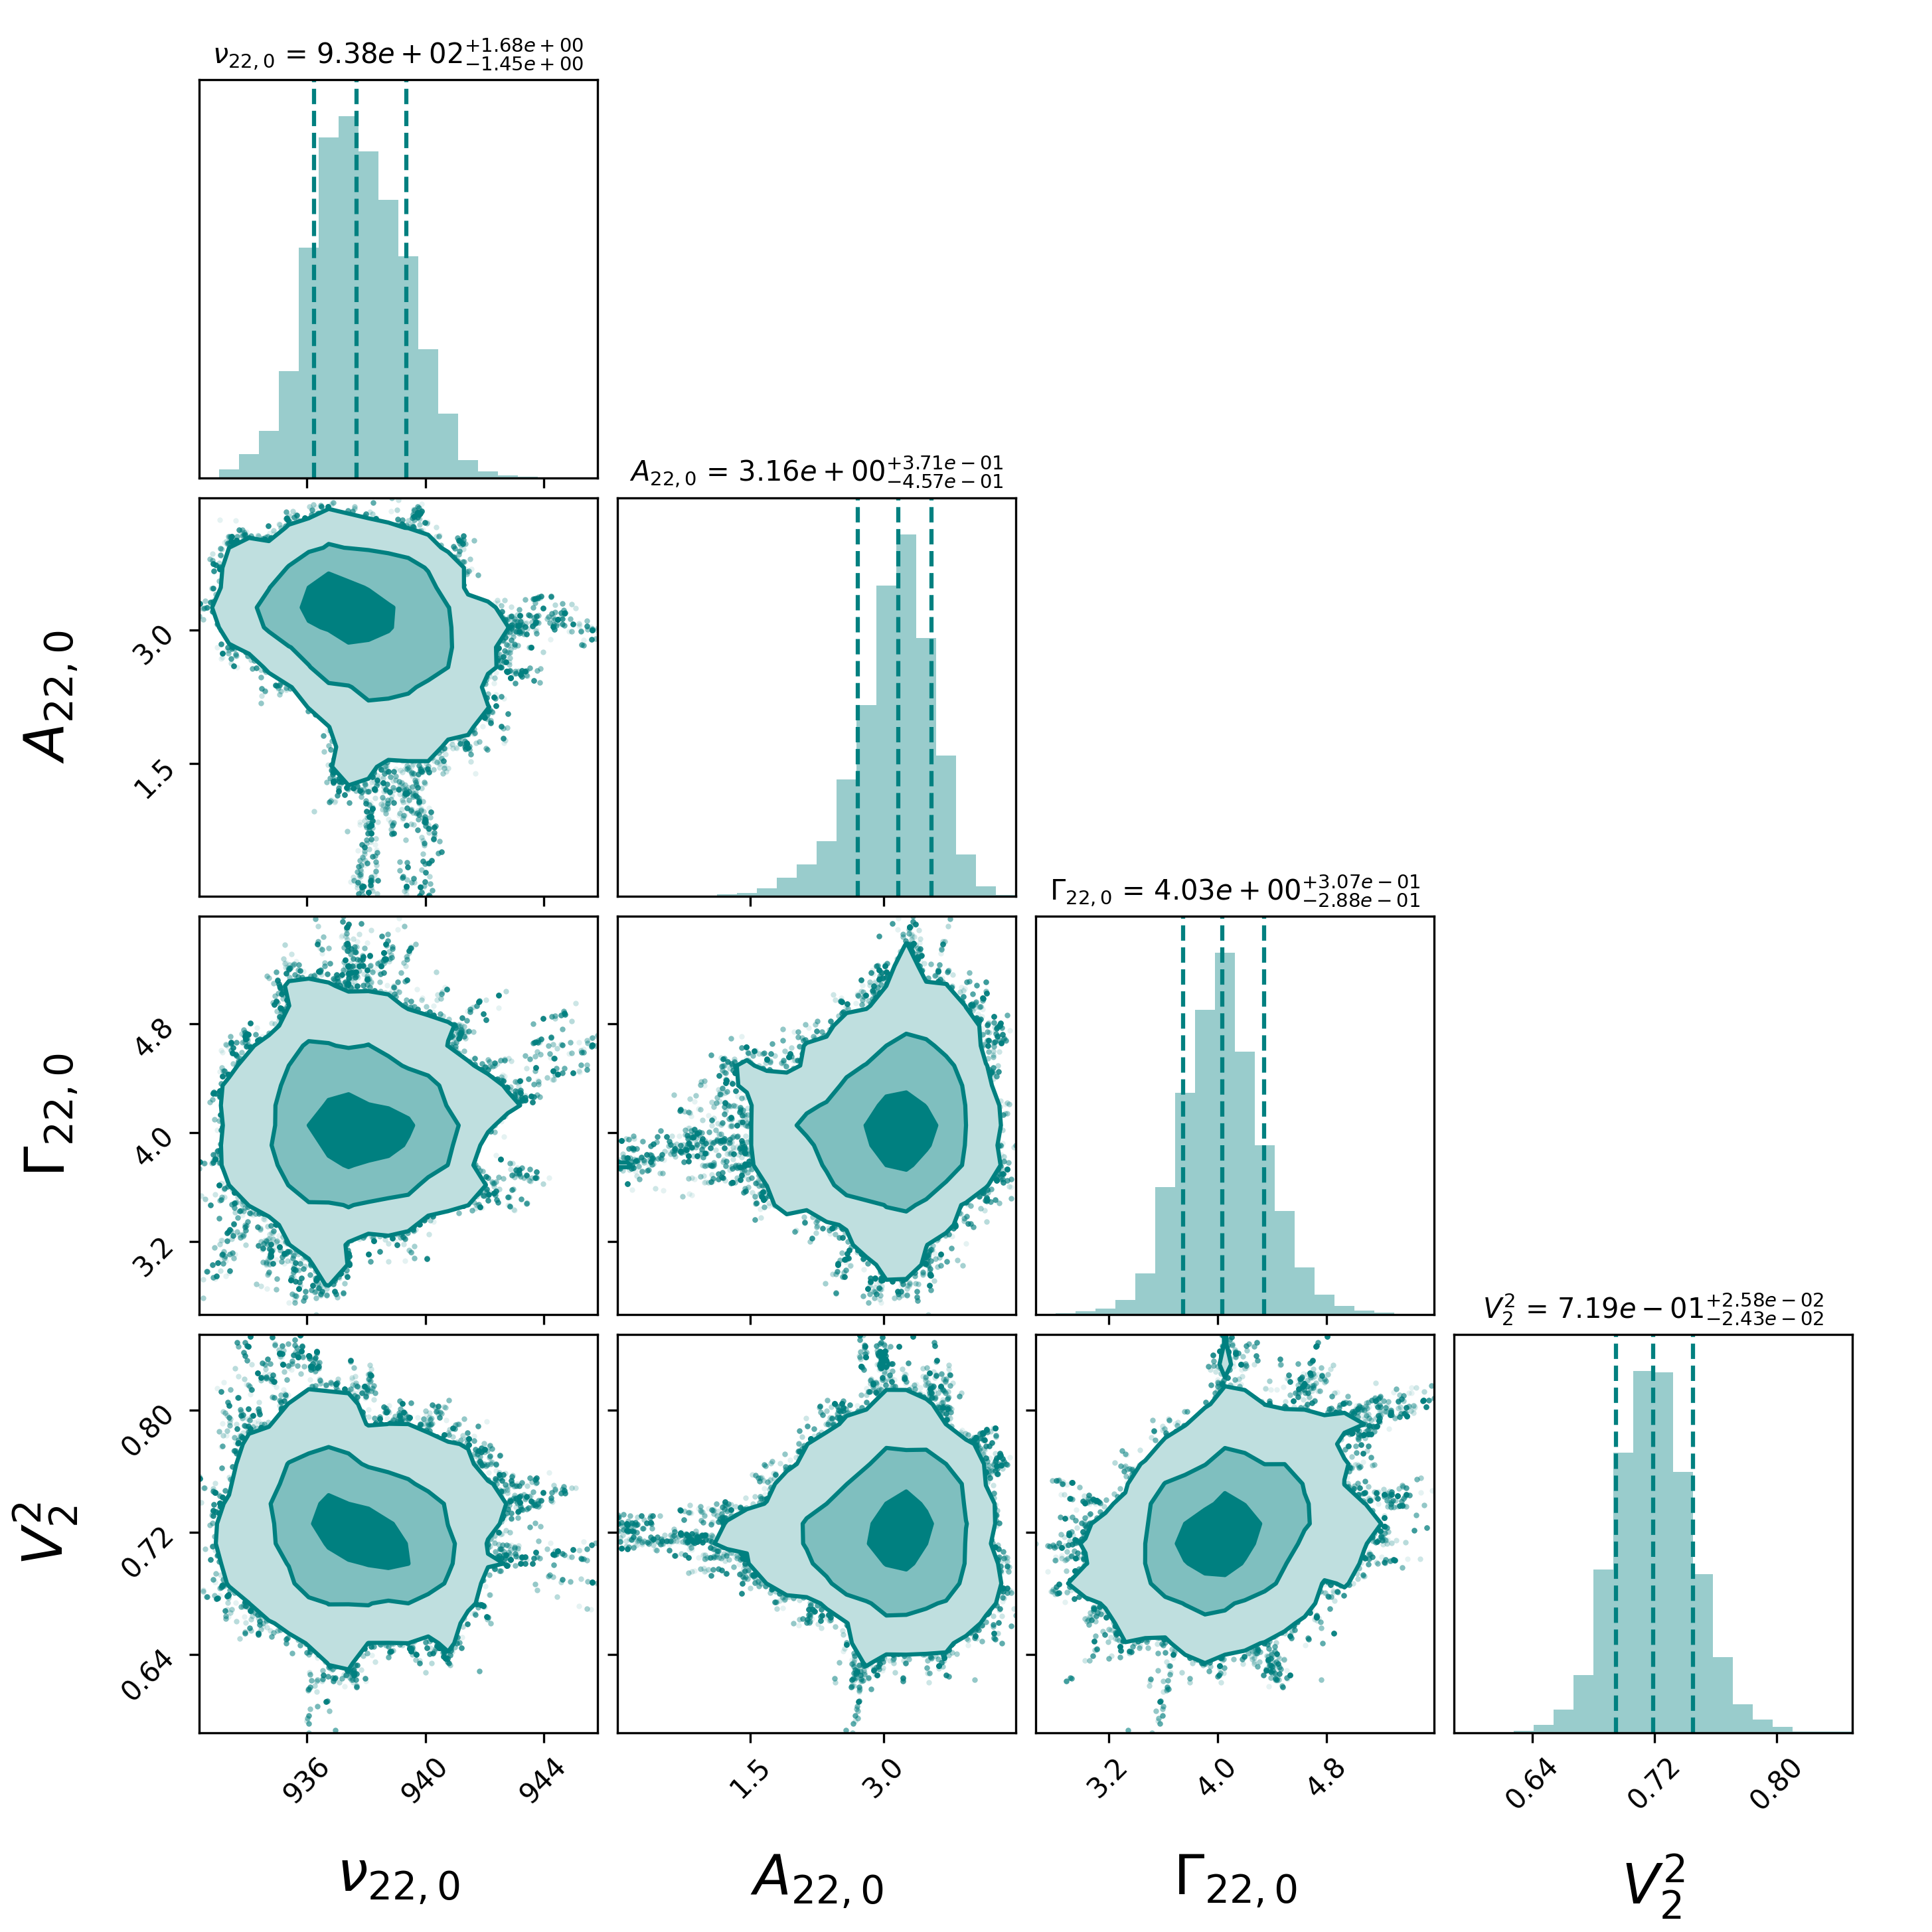 ν22,0 = 9.38e + 02 +1.68e + 00 −1.45e + 00
A22,0 = 3.16e + 00 +3.71e − 01 −4.57e − 01
A22,0
3.0
1.5
Γ22,0 = 4.03e + 00 +3.07e − 01 −2.88e − 01
Γ22,0
4.8
4.0
3.2
V22 = 7.19e − 01 +2.58e − 02 −2.43e − 02
V22
0.80
0.72
0.64
936 940 944 1.5 3.0 3.2 4.0 4.8 0.64 0.72 0.80
ν22,0 A22,0 Γ22,0 V22